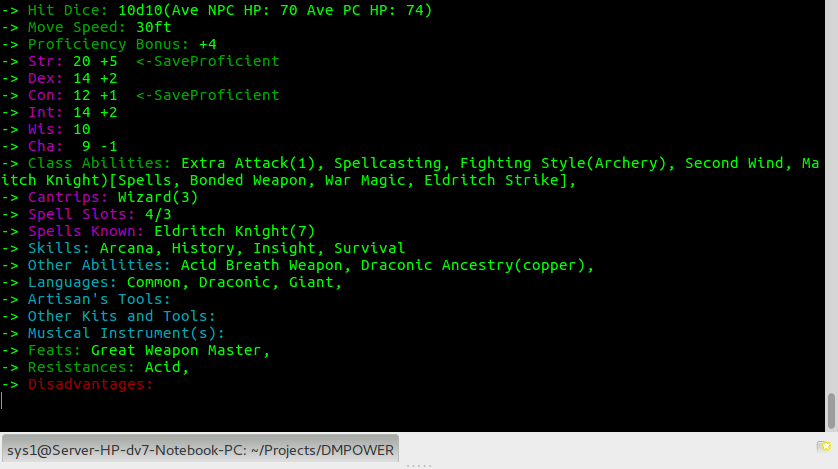 -> Hit Dice: 10d10(Ave NPC HP: 70 Ave PC HP: 74)
-> Move Speed: 30ft
-> Proficiency Bonus: +4
-> Str: 20 +5  <-SaveProficient
-> Dex: 14 +2
-> Con: 12 +1  <-SaveProficient
-> Int: 14 +2
-> Wis: 10
-> Cha:  9 -1
-> Class Abilities: Extra Attack(1), Spellcasting, Fighting Style(Archery), Second Wind, Ma
itch Knight)[Spells, Bonded Weapon, War Magic, Eldritch Strike],
-> Cantrips: Wizard(3)
-> Spell Slots: 4/3
-> Spells Known: Eldritch Knight(7)
-> Skills: Arcana, History, Insight, Survival
-> Other Abilities: Acid Breath Weapon, Draconic Ancestry(copper),
-> Languages: Common, Draconic, Giant,
-> Artisan's Tools:
-> Other Kits and Tools:
-> Musical Instrument(s):
-> Feats: Great Weapon Master,
-> Resistances: Acid,
-> Disadvantages:
sys1@Server-HP-dv7-Notebook-PC: ~/Projects/DMPOWER